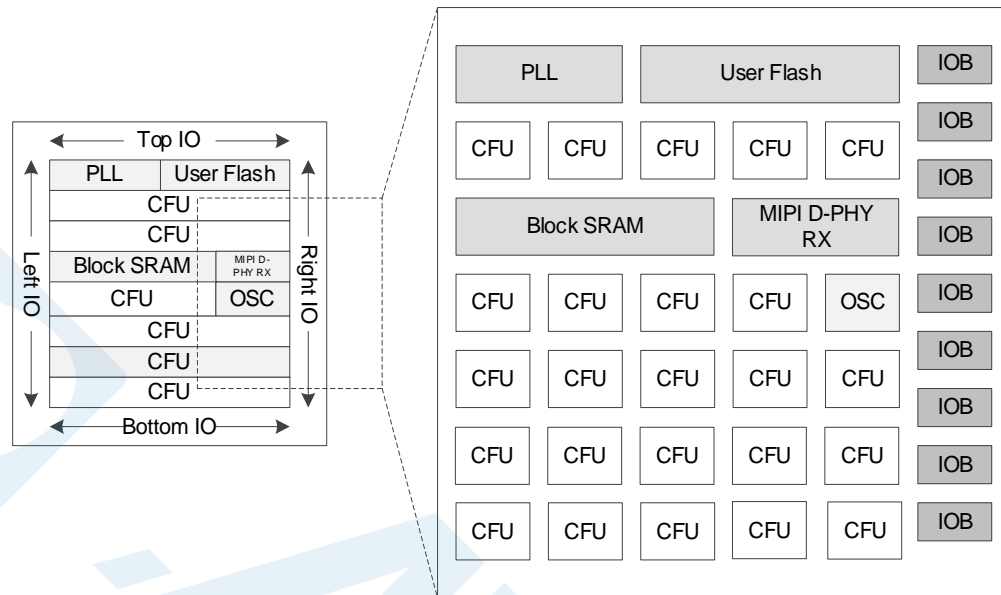 Top IO
PLL User Flash
CFU
CFU
Block SRAM MIPI D-
PHY RX
CFU OSC
CFU
CFU
CFU
Bottom IO
Left IO
Right IO
PLL User Flash IOB
IOB
CFU CFU CFU CFU CFU
IOB
Block SRAM MIPI D-PHY
RX
IOB
CFU CFU CFU CFU OSC IOB
IOB
CFU CFU CFU CFU CFU
IOB
CFU CFU CFU CFU CFU IOB
CFU CFU CFU CFU CFU IOB